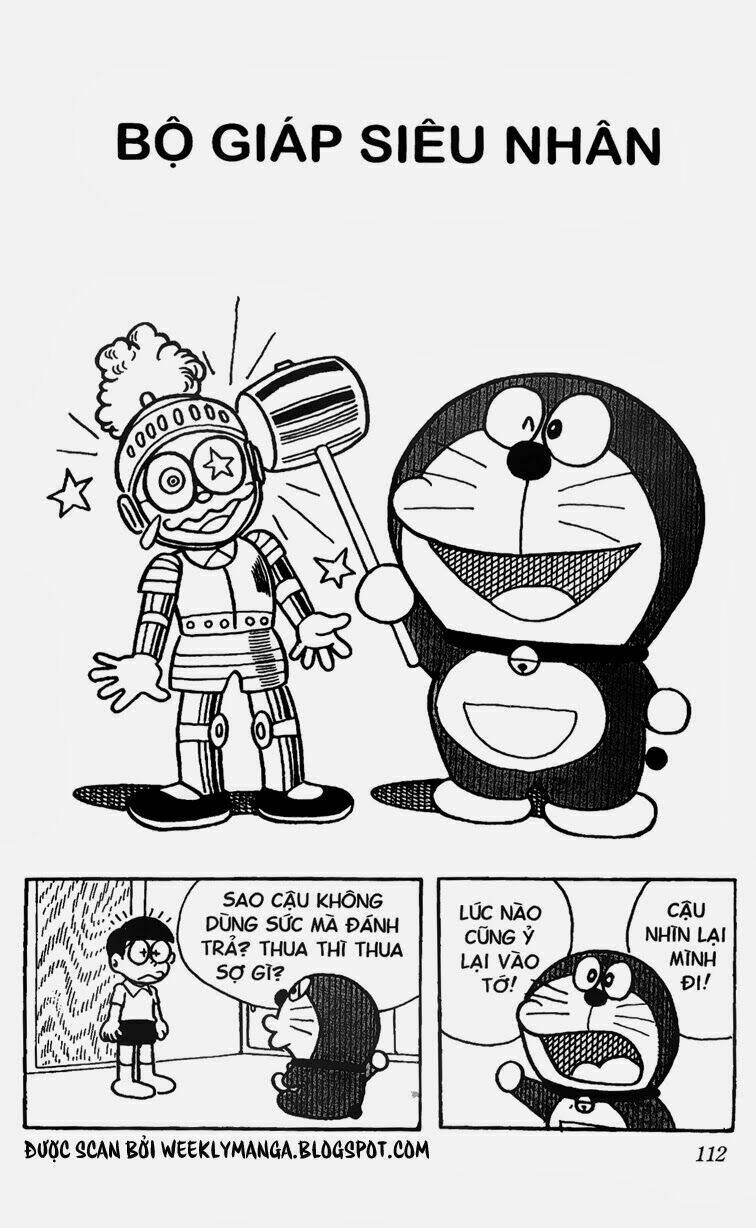 BỘ GIÁP SIÊU NHÂN
SAO CẬU KHÔNG
DÙNG SỨC MÀ ĐÁNH
TRẢ? THUA THÌ THUA
SỢ GÌ?
LÚC NÀO
CŨNG Ỷ
LẠI VÀO
TỚ!
CẬU
NHÌN LẠI
MÌNH
ĐI!
ĐƯỢC SCAN BỞI WEEKLYMANGA.BLOGSPOT.COM
112